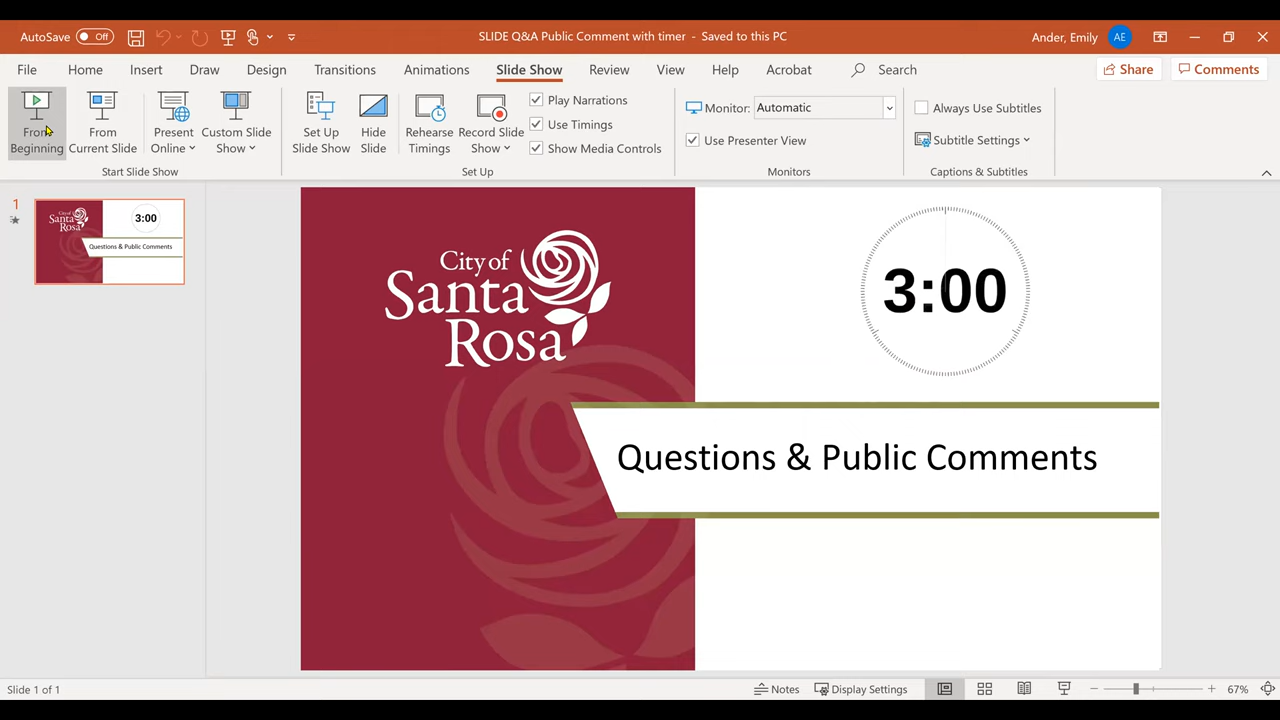 AutoSave Off
SLIDE Q&A Public Comment with timer - Saved to this PC
Ander, Emily AE
File Home Insert Draw Design Transitions Animations Slide Show Review View Help Acrobat Search
Share Comments
From Beginning
From Current Slide
Present Online
Custom Slide Show
Set Up Slide Show
Hide Slide
Rehearse Timings
Record Slide Show
Play Narrations
Use Timings
Show Media Controls
Monitor: Automatic
Use Presenter View
Always Use Subtitles
Subtitle Settings
Start Slide Show
Set Up
Monitors
Captions & Subtitles
1
City of
Santa
Rosa
3:00
Questions & Public Comments
City of
Santa
Rosa
3:00
Questions & Public Comments
Slide 1 of 1
Notes
Display Settings
67%